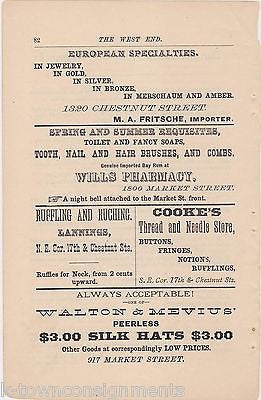 82
THE WEST END.
EUROPEAN SPECIALTIES.
IN JEWELRY,
IN GOLD,
IN SILVER,
IN BRONZE,
IN MERSCHAUM AND AMBER.
1320 CHESTNUT STREET.
M. A. FRITSCHE, IMPORTER.
SPRING AND SUMMER REQUISITES,
TOILET AND FANCY SOAPS,
TOOTH, NAIL AND HAIR BRUSHES, AND COMBS.
Genuine Imported Bay Rum at
WILLS PHARMACY,
1800 MARKET STREET.
☞ A night bell attached to the Market St. front.
RUFFLING AND RUCHING.
LANNINGS,
N. E. Cor. 17th & Chestnut Sts.
Ruffles for Neck, from 2 cents
upward.
COOKE'S
Thread and Needle Store,
BUTTONS,
FRINGES,
NOTIONS,
RUFFLINGS,
S. E. Cor. 17th & Chestnut Sts.
ALWAYS ACCEPTABLE!
ONE OF
WALTON & MEVIUS'
PEERLESS
$3.00 SILK HATS $3.00
Other Goods at correspondingly LOW PRICES.
917 MARKET STREET.
k-townconsignments